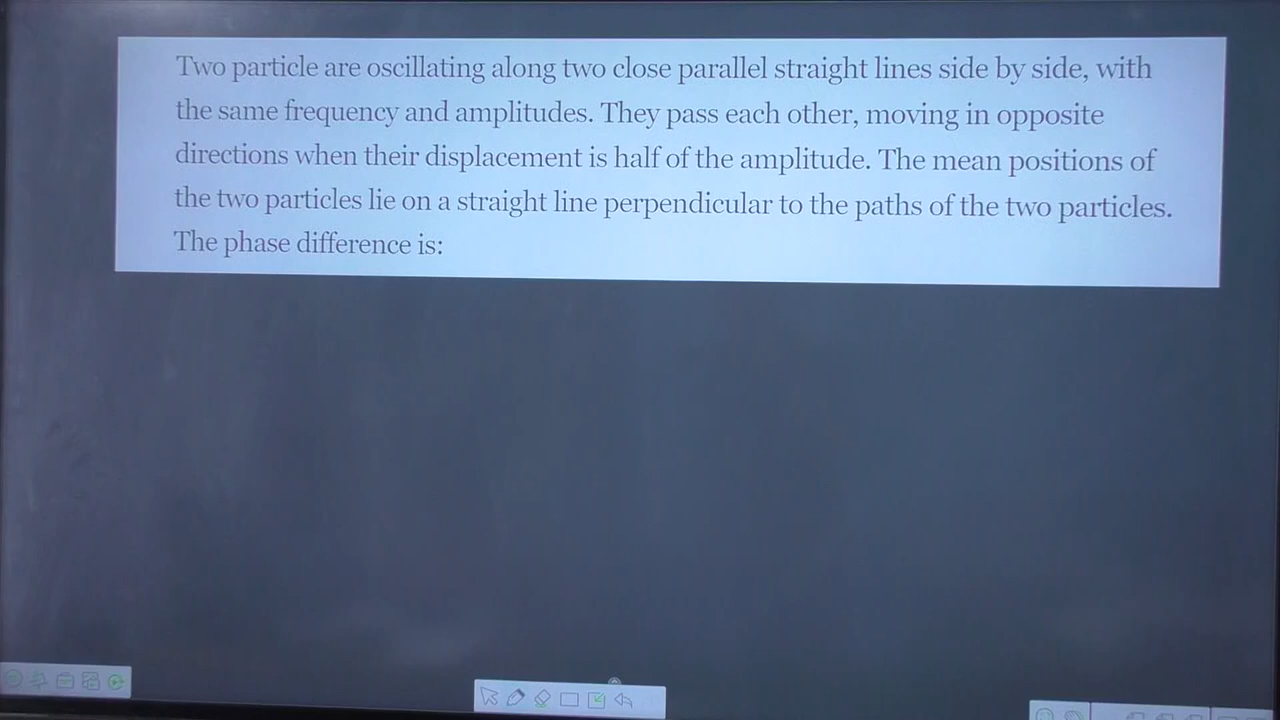 Two particle are oscillating along two close parallel straight lines side by side, with
the same frequency and amplitudes. They pass each other, moving in opposite
directions when their displacement is half of the amplitude. The mean positions of
the two particles lie on a straight line perpendicular to the paths of the two particles.
The phase difference is: